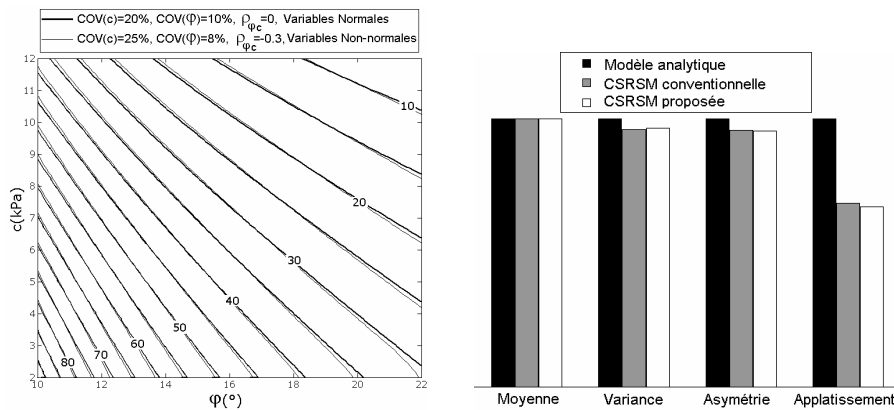 COV(c)=20%, COV(φ)=10%, ρφc=0, Variables Normales
COV(c)=25%, COV(φ)=8%, ρφc=-0.3, Variables Non-normales
12
11
10
9
8
7
6
5
4
3
2
c(kPa)
10
20
30
40
50
60
70
80
10 12 14 16 18 20 22
φ(°)
Modèle analytique
CSRSM conventionnelle
CSRSM proposée
Moyenne Variance Asymétrie Applatissement